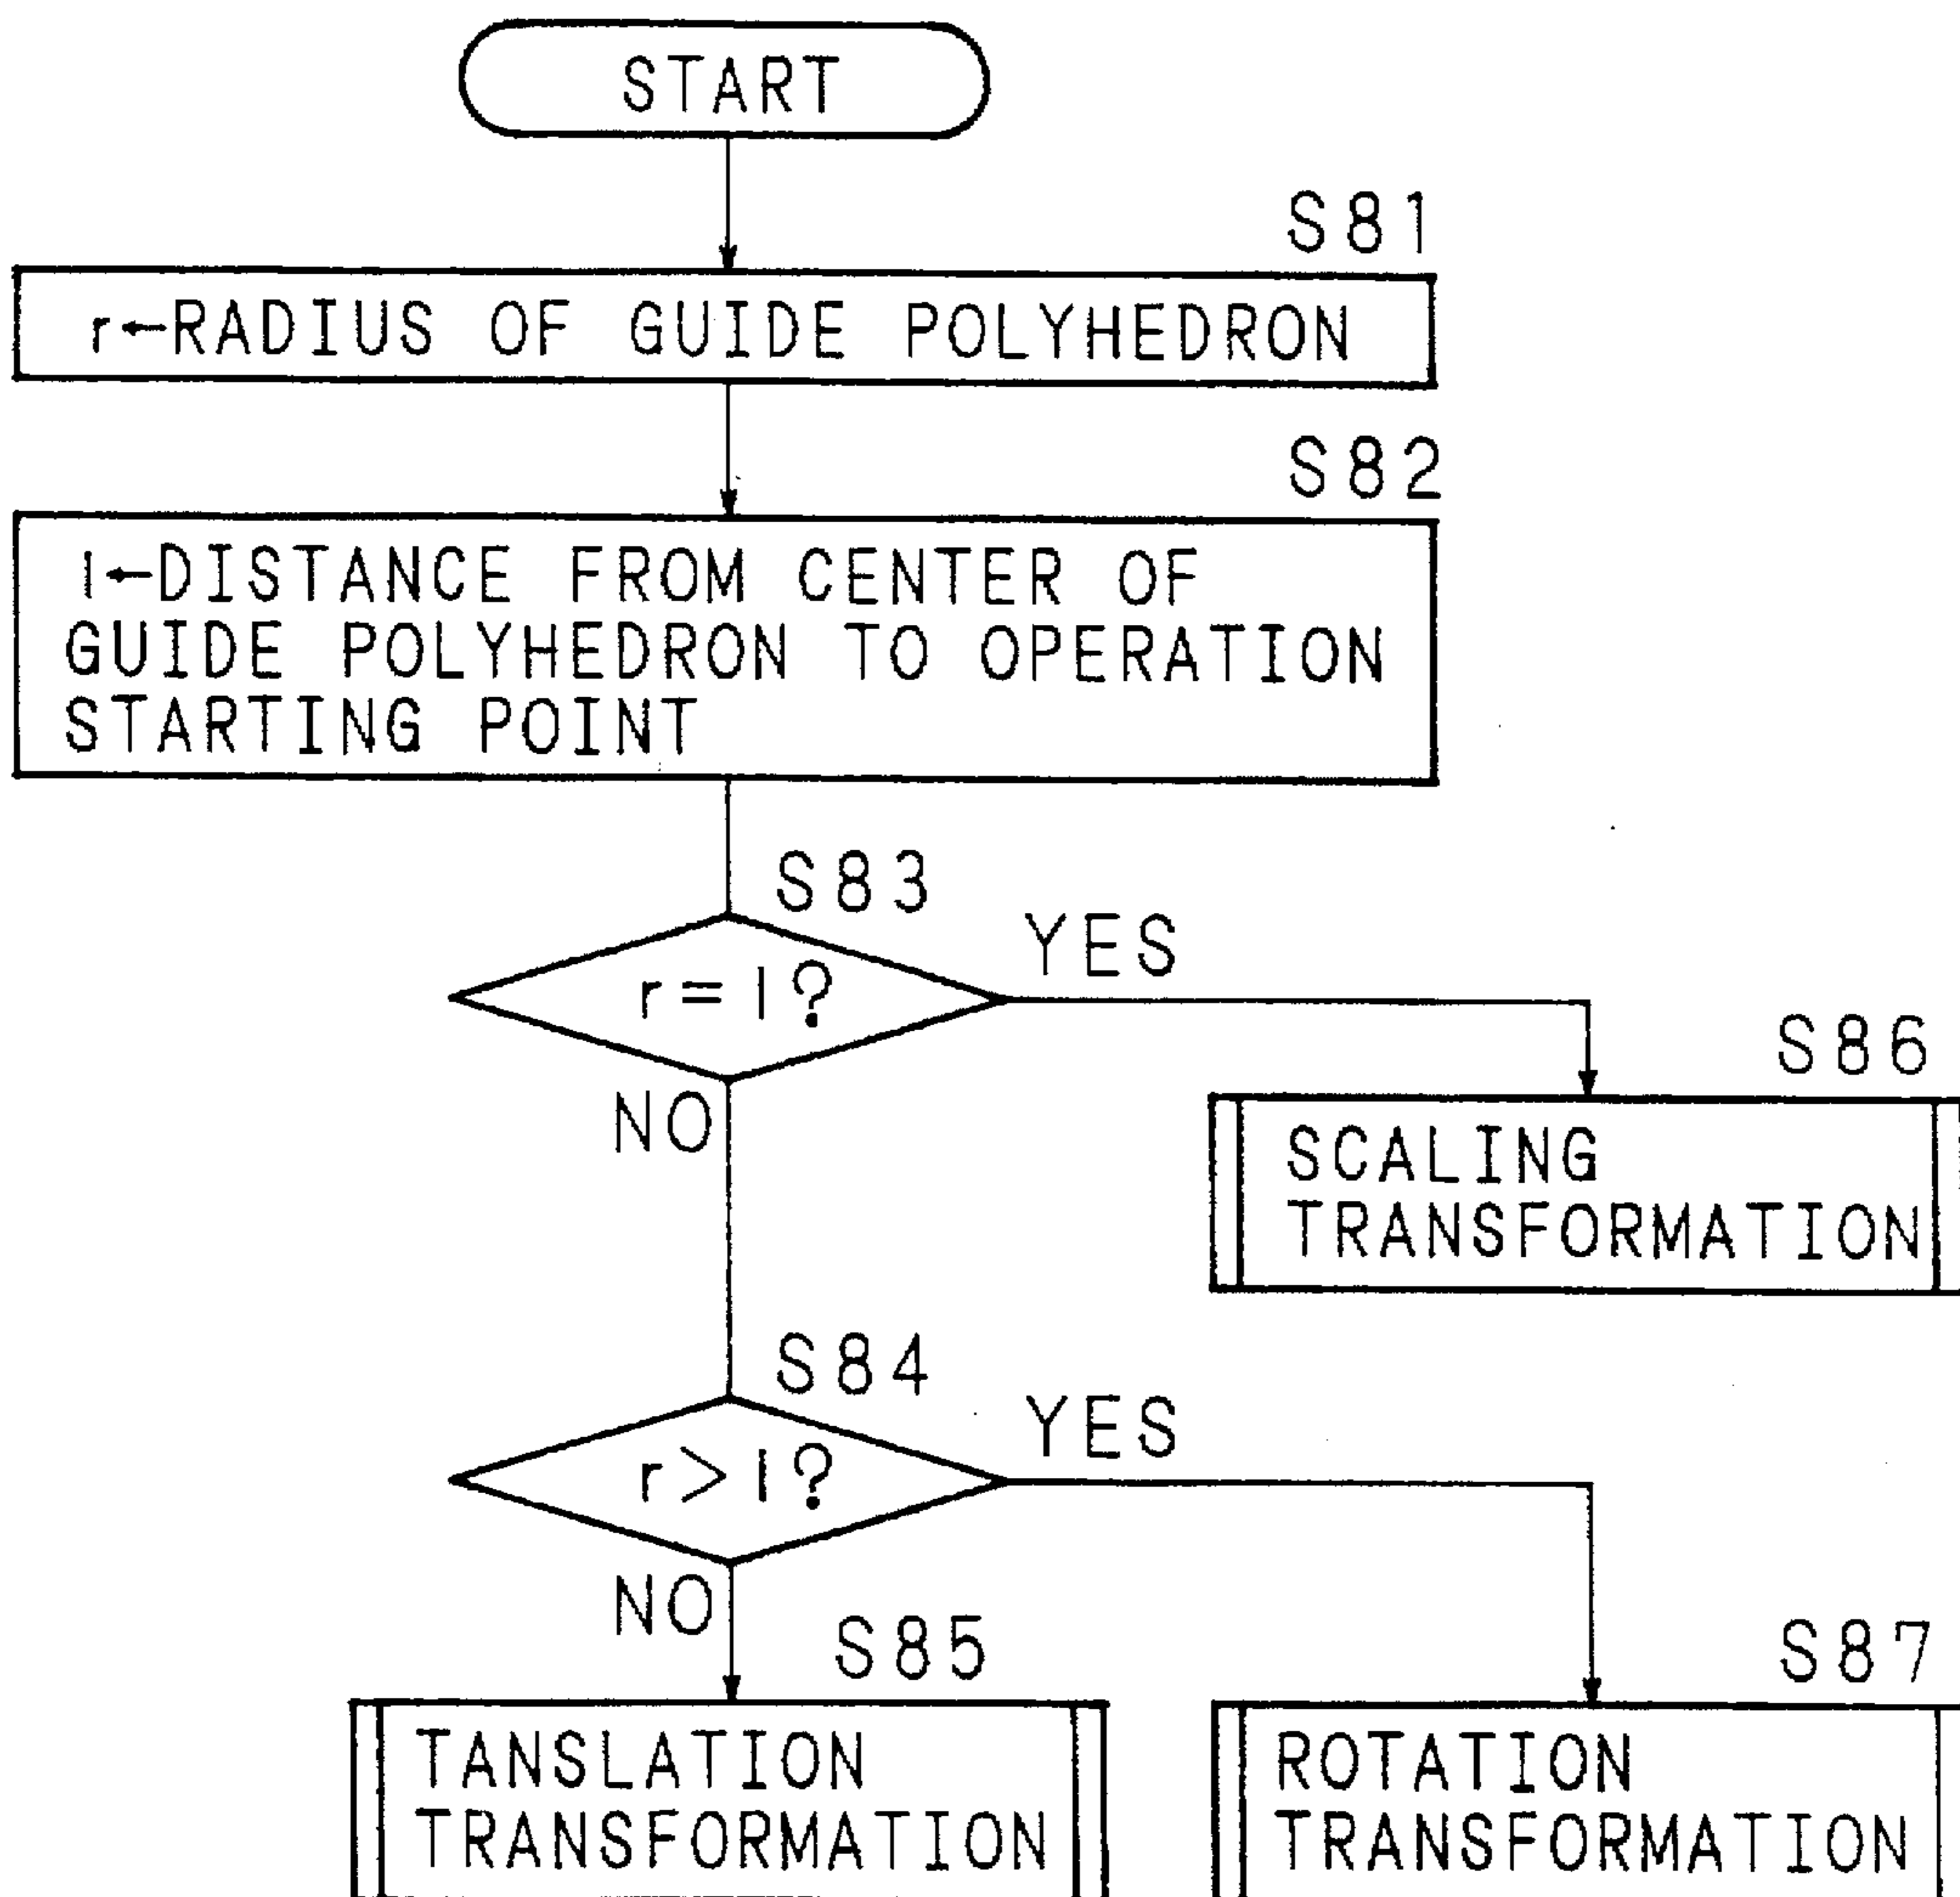 START
S81
r←RADIUS OF GUIDE POLYHEDRON
S82
l←DISTANCE FROM CENTER OF
GUIDE POLYHEDRON TO OPERATION
STARTING POINT
S83
r=l?
YES
NO
S86
SCALING
TRANSFORMATION
S84
r>l?
YES
NO
S85
TANSLATION
TRANSFORMATION
S87
ROTATION
TRANSFORMATION